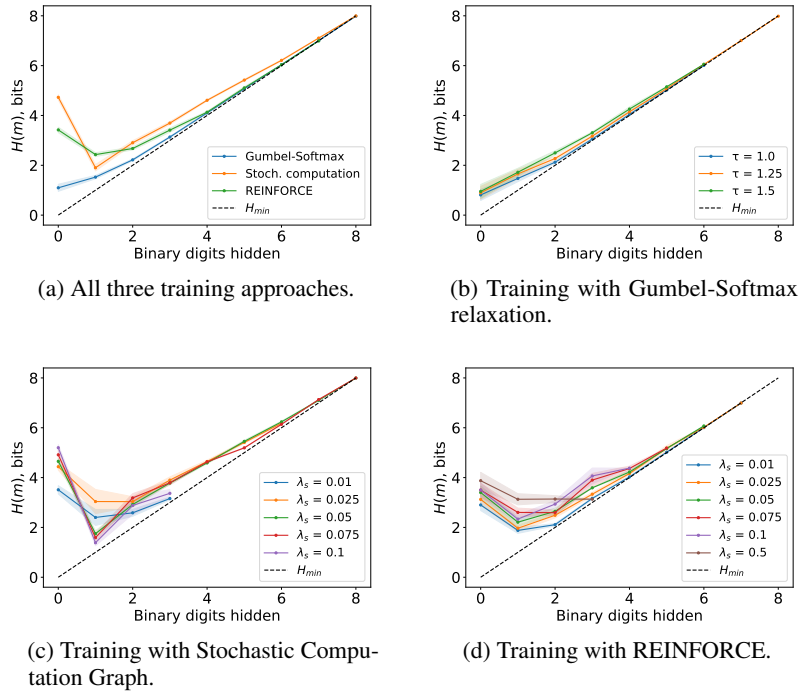 H(m), bits
8
6
4
2
0
Gumbel-Softmax
Stoch. computation
REINFORCE
H_min
0 2 4 6 8
Binary digits hidden
(a) All three training approaches.
H(m), bits
8
6
4
2
0
τ = 1.0
τ = 1.25
τ = 1.5
H_min
0 2 4 6 8
Binary digits hidden
(b) Training with Gumbel-Softmax
relaxation.
H(m), bits
8
6
4
2
0
λ_s = 0.01
λ_s = 0.025
λ_s = 0.05
λ_s = 0.075
λ_s = 0.1
H_min
0 2 4 6 8
Binary digits hidden
(c) Training with Stochastic Compu-
tation Graph.
H(m), bits
8
6
4
2
0
λ_s = 0.01
λ_s = 0.025
λ_s = 0.05
λ_s = 0.075
λ_s = 0.1
λ_s = 0.5
H_min
0 2 4 6 8
Binary digits hidden
(d) Training with REINFORCE.